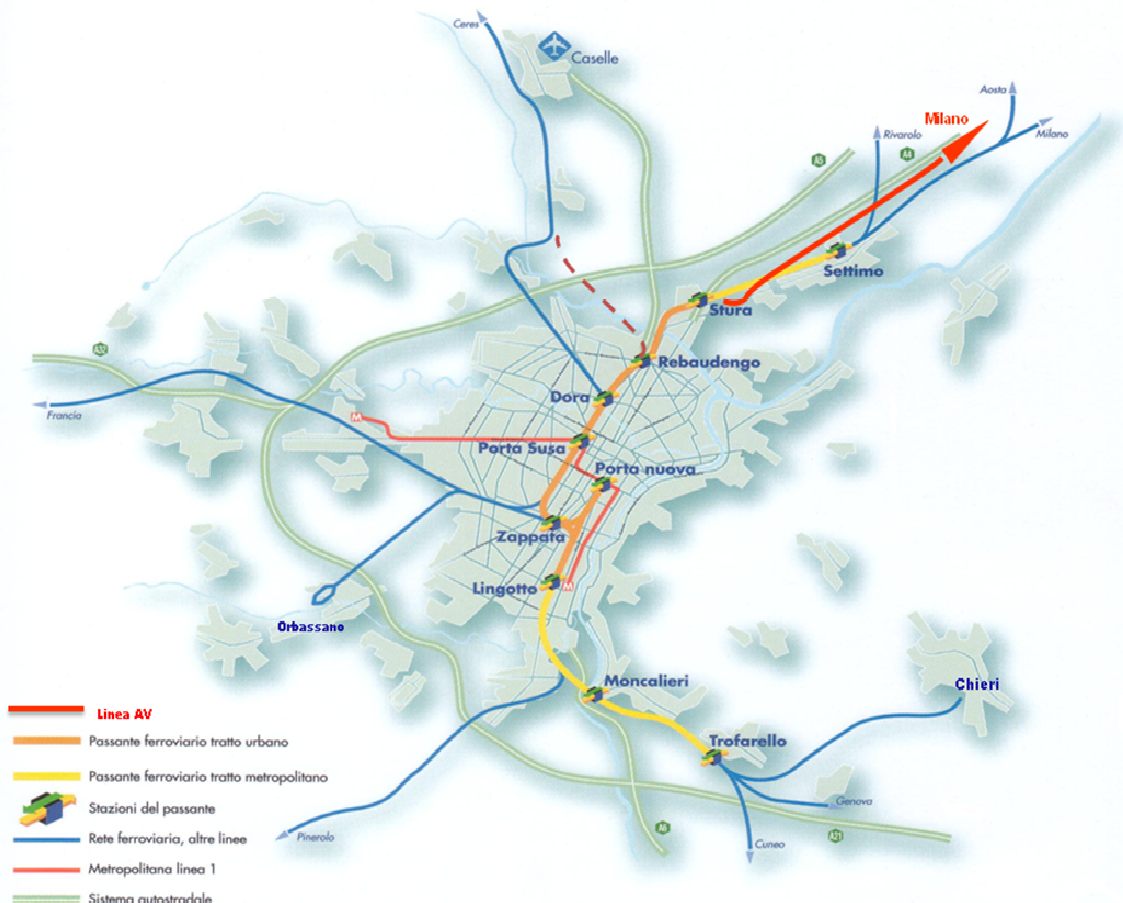 Ceres
Caselle
Aosta
Milano
Rivarolo
Milano
A5
A4
Settimo
Stura
A32
Rebaudengo
Dora
Francia
M
Porta Susa
Porta nuova
Zappata
Lingotto
M
Orbassano
Moncalieri
Chieri
Trofarello
Genova
Pinerolo
A6
A21
Cuneo
Linea AV
Passante ferroviario tratto urbano
Passante ferroviario tratto metropolitano
Stazioni del passante
Rete ferroviaria, altre linee
Metropolitana linea 1
Sistema autostradale